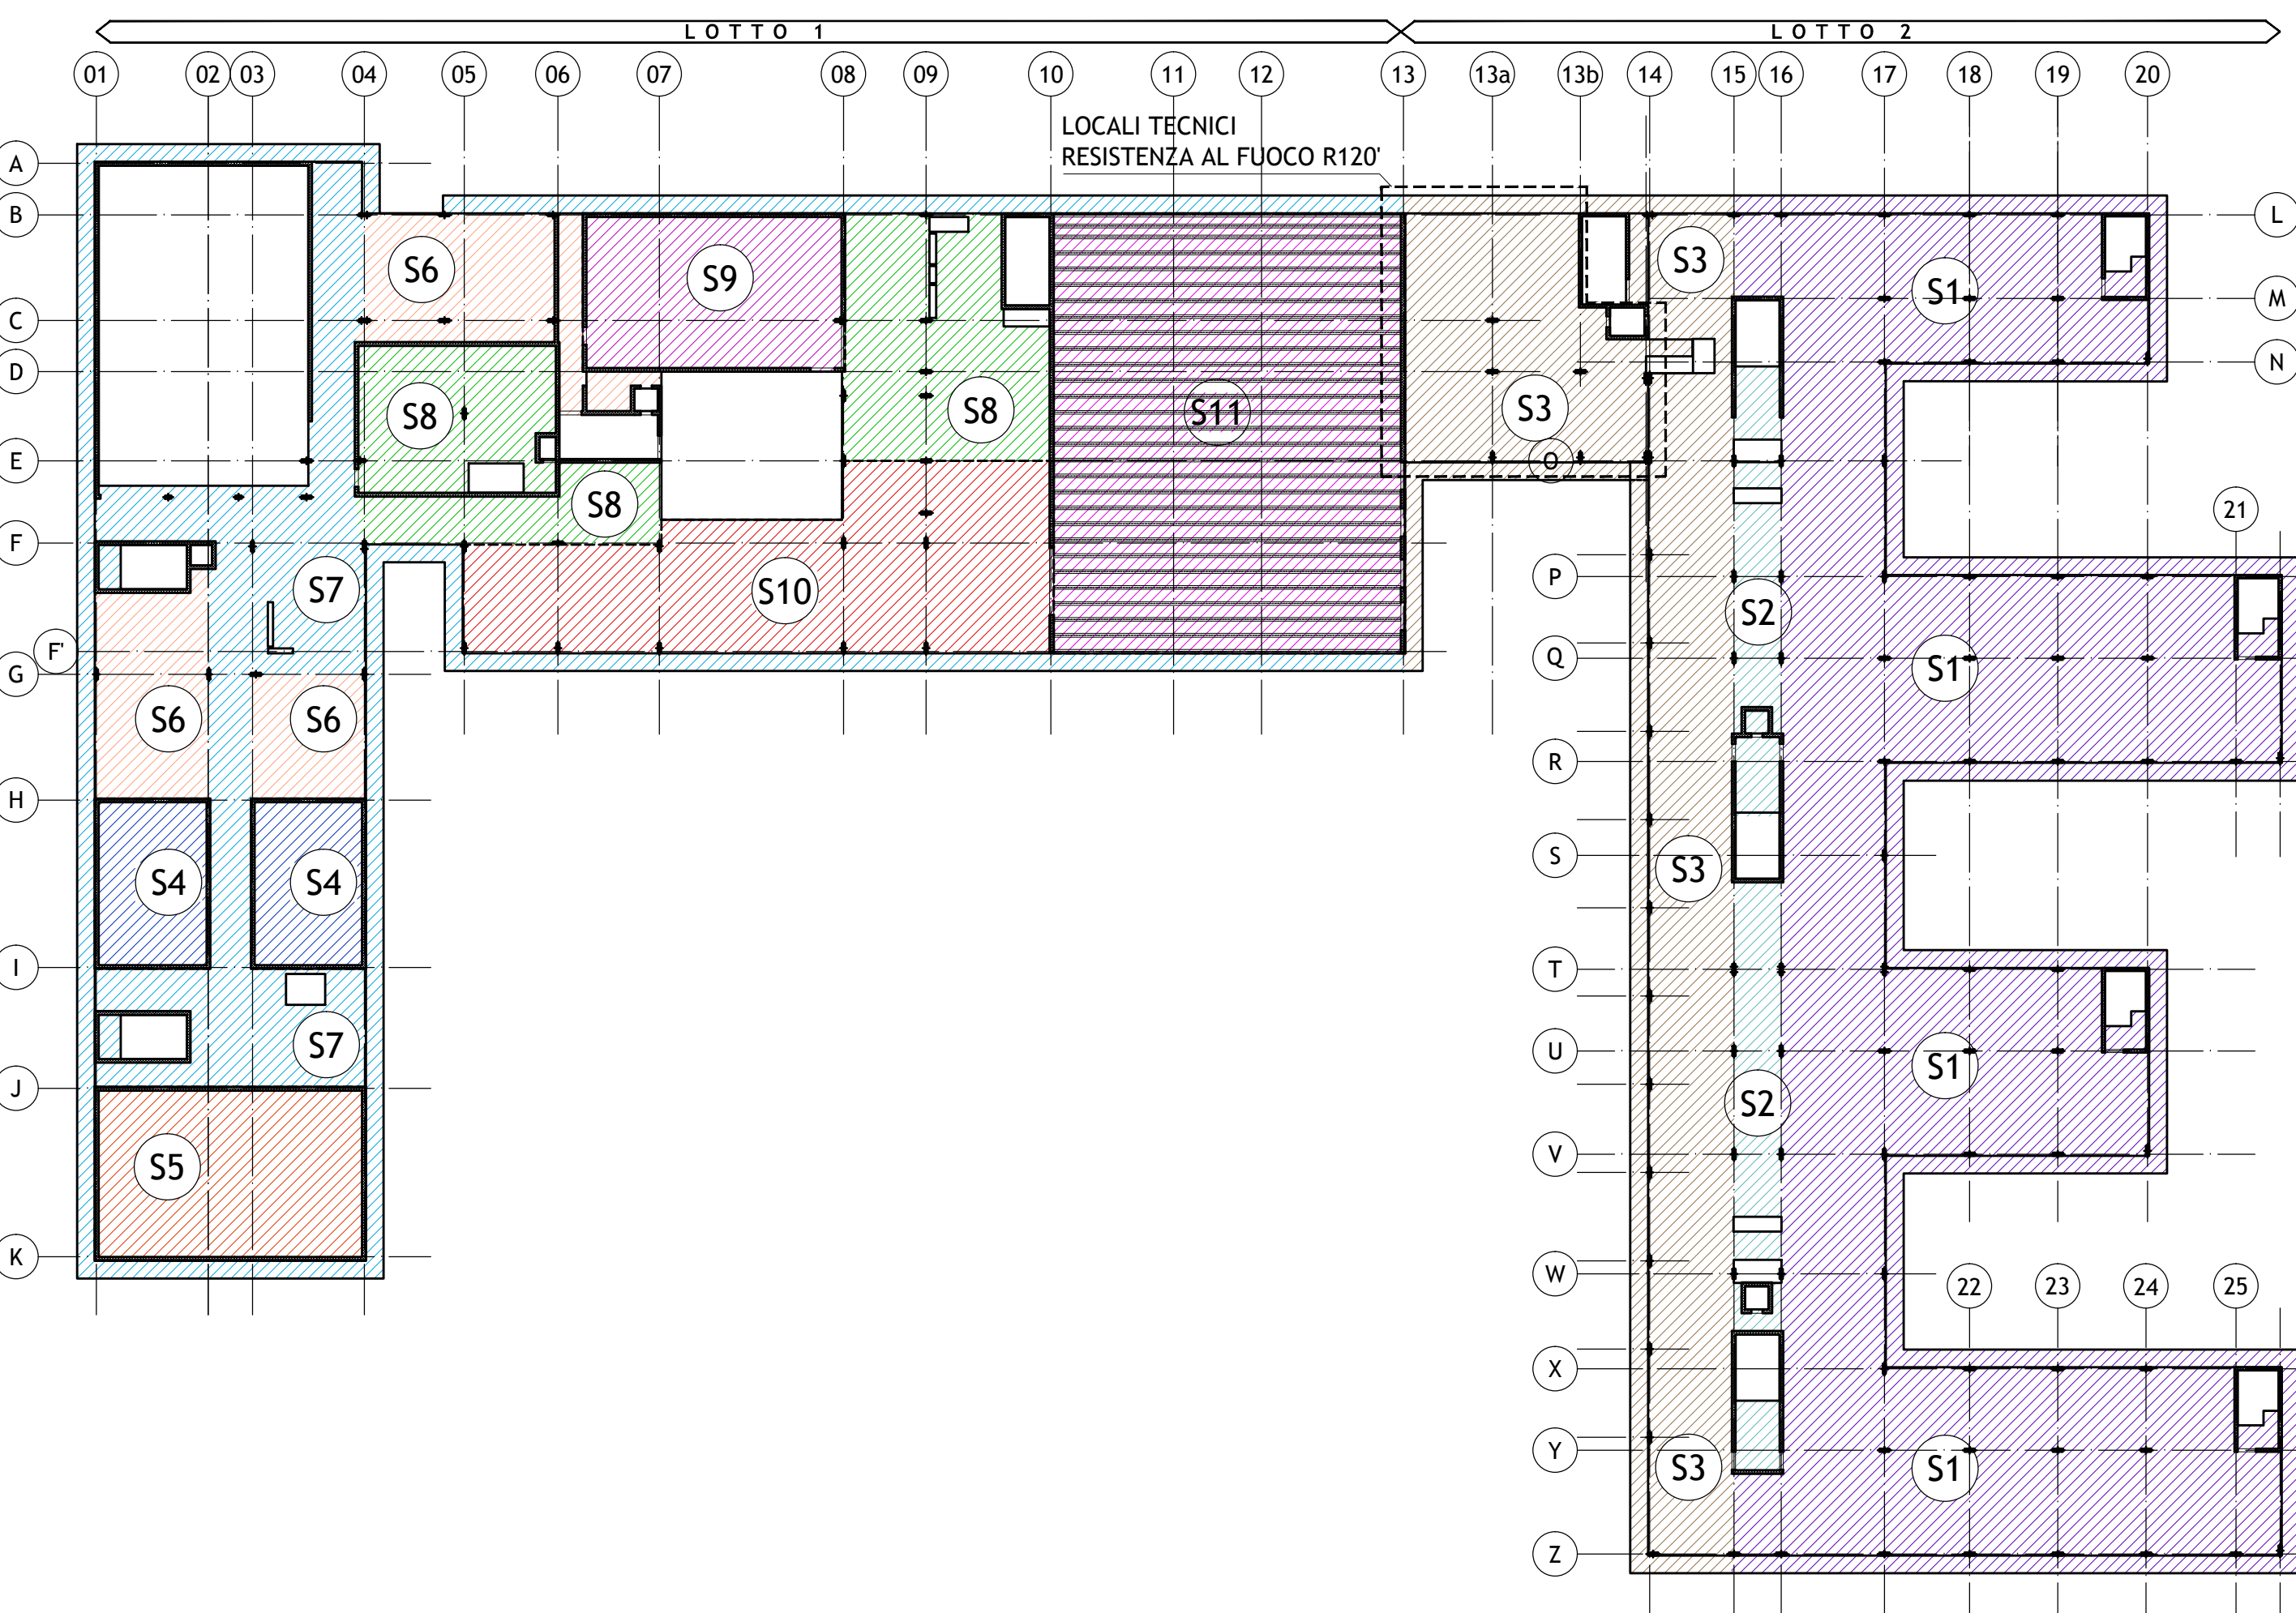 LOTTO 1
LOTTO 2
01 02 03 04 05 06 07 08 09 10 11 12 13 13a 13b 14 15 16 17 18 19 20
LOCALI TECNICI
RESISTENZA AL FUOCO R120'
A
B
L
S6
S9
S3
S1
M
C
D
N
S8
S8
S11
S3
E
O
S8
21
F
P
S7
S10
S2
F'
Q
S1
G
S6
S6
R
H
S
S4
S4
S3
I
T
S7
U
S1
J
S2
S5
V
K
W
22 23 24 25
X
Y
S3
S1
Z